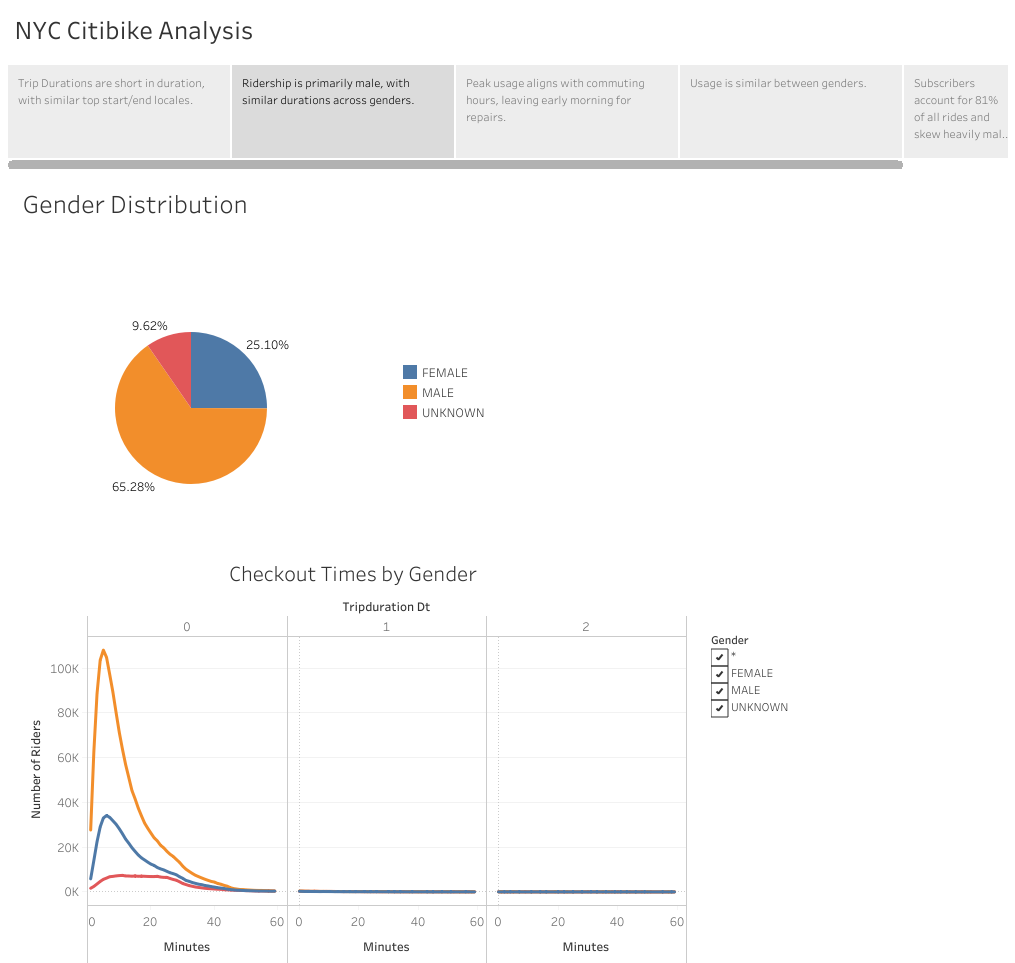 NYC Citibike Analysis
Trip Durations are short in duration,
with similar top start/end locales.
Ridership is primarily male, with
similar durations across genders.
Peak usage aligns with commuting
hours, leaving early morning for
repairs.
Usage is similar between genders.
Subscribers
account for 81%
of all rides and
skew heavily mal..
Gender Distribution
9.62%
25.10%
65.28%
FEMALE
MALE
UNKNOWN
Checkout Times by Gender
Tripduration Dt
0 1 2
100K
80K
60K
40K
20K
0K
Number of Riders
0 20 40 60 0 20 40 60 0 20 40 60
Minutes Minutes Minutes
Gender
*
FEMALE
MALE
UNKNOWN